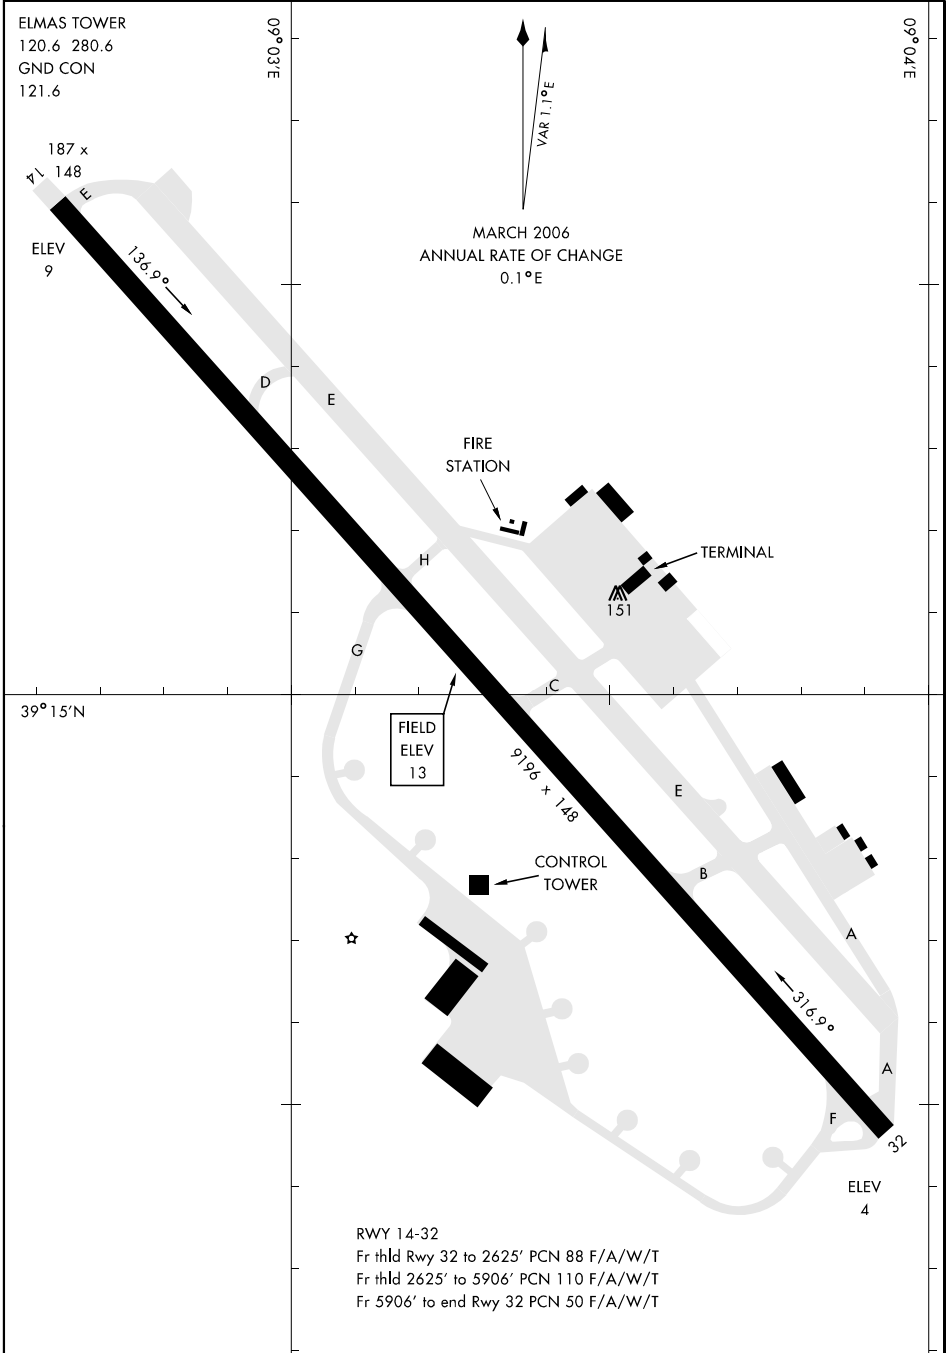 ELMAS TOWER
120.6 280.6
GND CON
121.6
09°03'E
09°04'E
VAR 1.1°E
MARCH 2006
ANNUAL RATE OF CHANGE
0.1°E
187 x
148
14
E
ELEV
9
136.9°
D
E
FIRE
STATION
H
TERMINAL
151
G
C
39°15'N
FIELD
ELEV
13
9196 x 148
E
B
CONTROL
TOWER
A
316.9°
A
F
32
ELEV
4
RWY 14-32
Fr thld Rwy 32 to 2625' PCN 88 F/A/W/T
Fr thld 2625' to 5906' PCN 110 F/A/W/T
Fr 5906' to end Rwy 32 PCN 50 F/A/W/T